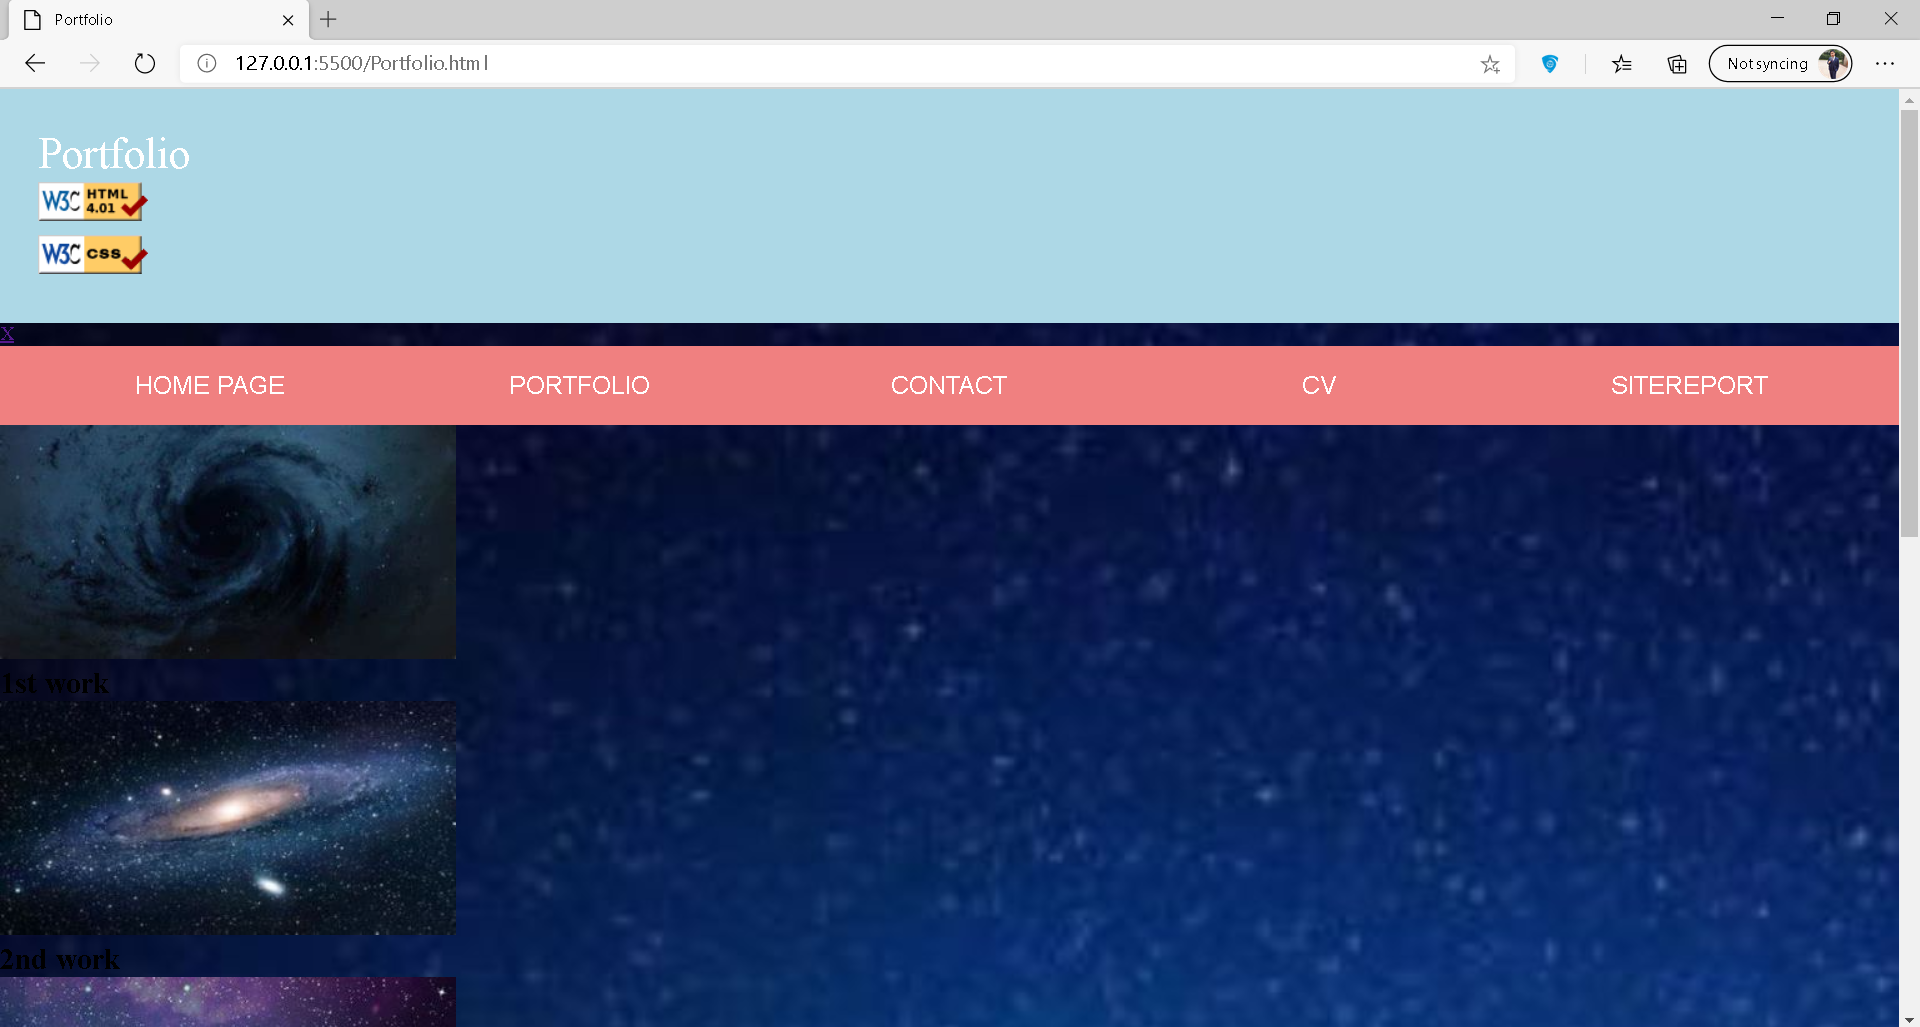 Portfolio
127.0.0.1:5500/Portfolio.html
Not syncing
Portfolio
W3C HTML 4.01
W3C css
X
HOME PAGE PORTFOLIO CONTACT CV SITEREPORT
1st work
2nd work